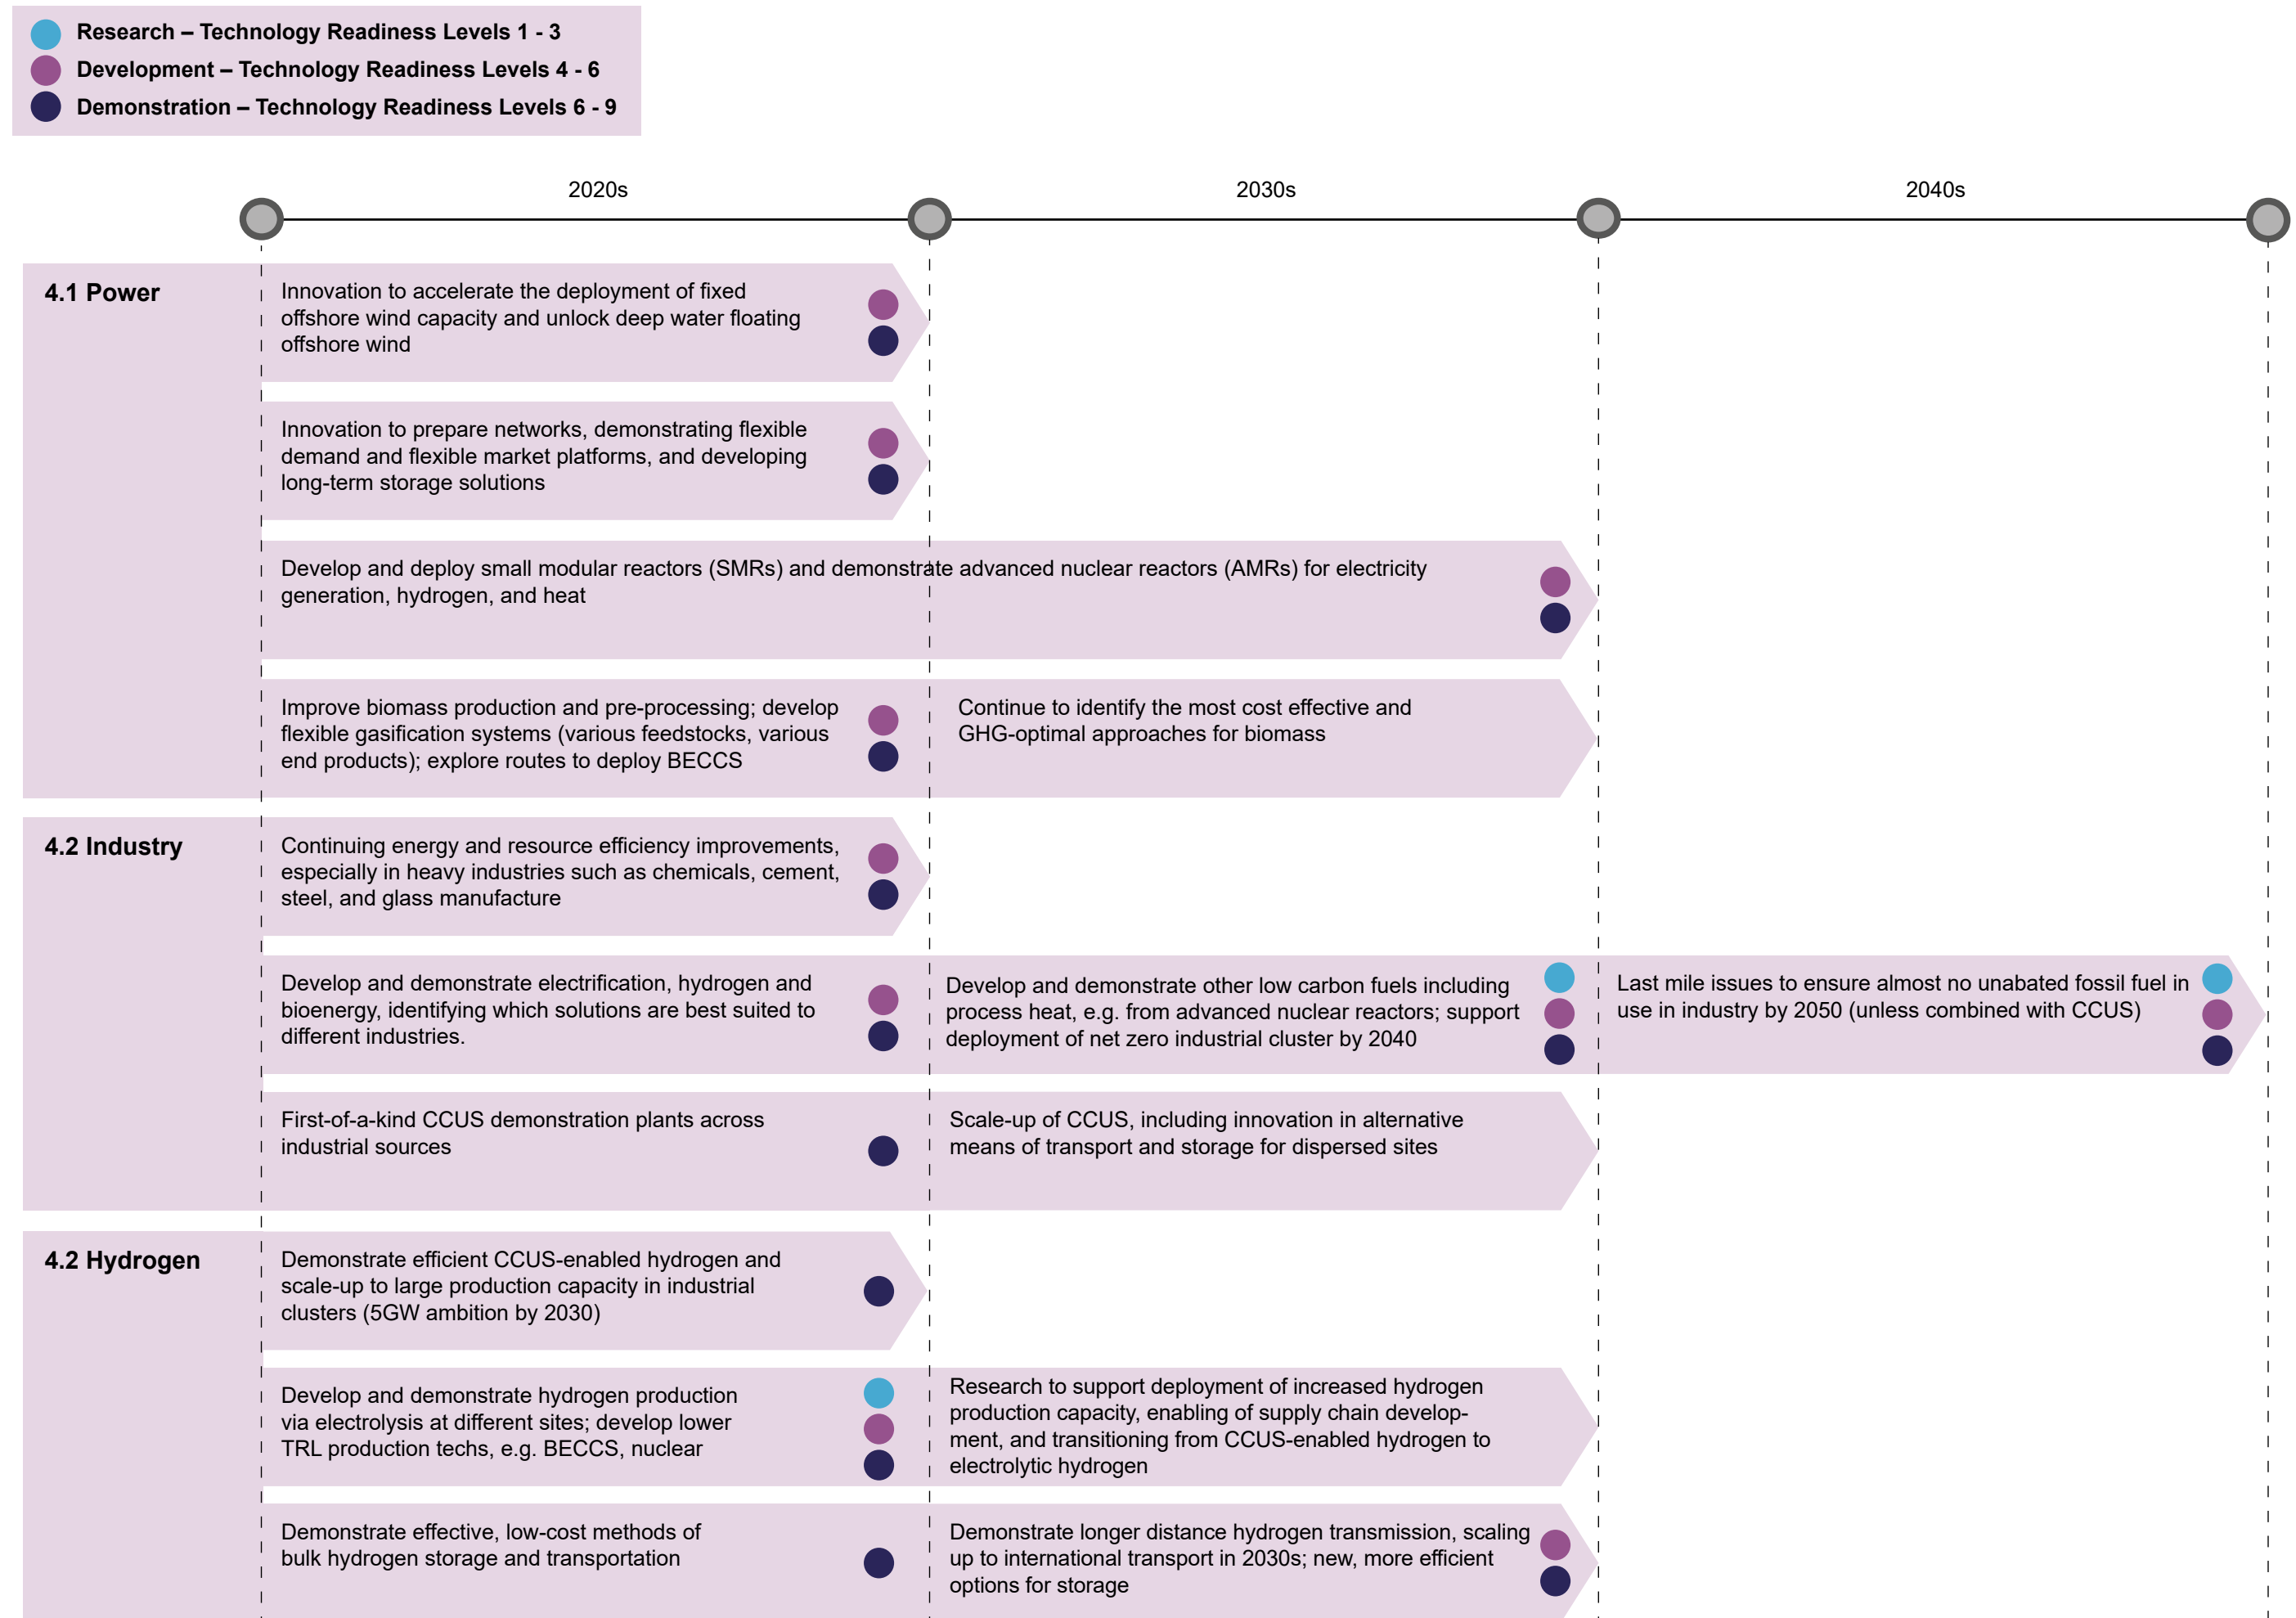 Research – Technology Readiness Levels 1 - 3
Development – Technology Readiness Levels 4 - 6
Demonstration – Technology Readiness Levels 6 - 9
2020s
2030s
2040s
4.1 Power
Innovation to accelerate the deployment of fixed
offshore wind capacity and unlock deep water floating
offshore wind
Innovation to prepare networks, demonstrating flexible
demand and flexible market platforms, and developing
long-term storage solutions
Develop and deploy small modular reactors (SMRs) and demonstrate advanced nuclear reactors (AMRs) for electricity
generation, hydrogen, and heat
Improve biomass production and pre-processing; develop
flexible gasification systems (various feedstocks, various
end products); explore routes to deploy BECCS
Continue to identify the most cost effective and
GHG-optimal approaches for biomass
4.2 Industry
Continuing energy and resource efficiency improvements,
especially in heavy industries such as chemicals, cement,
steel, and glass manufacture
Develop and demonstrate electrification, hydrogen and
bioenergy, identifying which solutions are best suited to
different industries.
Develop and demonstrate other low carbon fuels including
process heat, e.g. from advanced nuclear reactors; support
deployment of net zero industrial cluster by 2040
Last mile issues to ensure almost no unabated fossil fuel in
use in industry by 2050 (unless combined with CCUS)
First-of-a-kind CCUS demonstration plants across
industrial sources
Scale-up of CCUS, including innovation in alternative
means of transport and storage for dispersed sites
4.2 Hydrogen
Demonstrate efficient CCUS-enabled hydrogen and
scale-up to large production capacity in industrial
clusters (5GW ambition by 2030)
Develop and demonstrate hydrogen production
via electrolysis at different sites; develop lower
TRL production techs, e.g. BECCS, nuclear
Research to support deployment of increased hydrogen
production capacity, enabling of supply chain develop-
ment, and transitioning from CCUS-enabled hydrogen to
electrolytic hydrogen
Demonstrate effective, low-cost methods of
bulk hydrogen storage and transportation
Demonstrate longer distance hydrogen transmission, scaling
up to international transport in 2030s; new, more efficient
options for storage